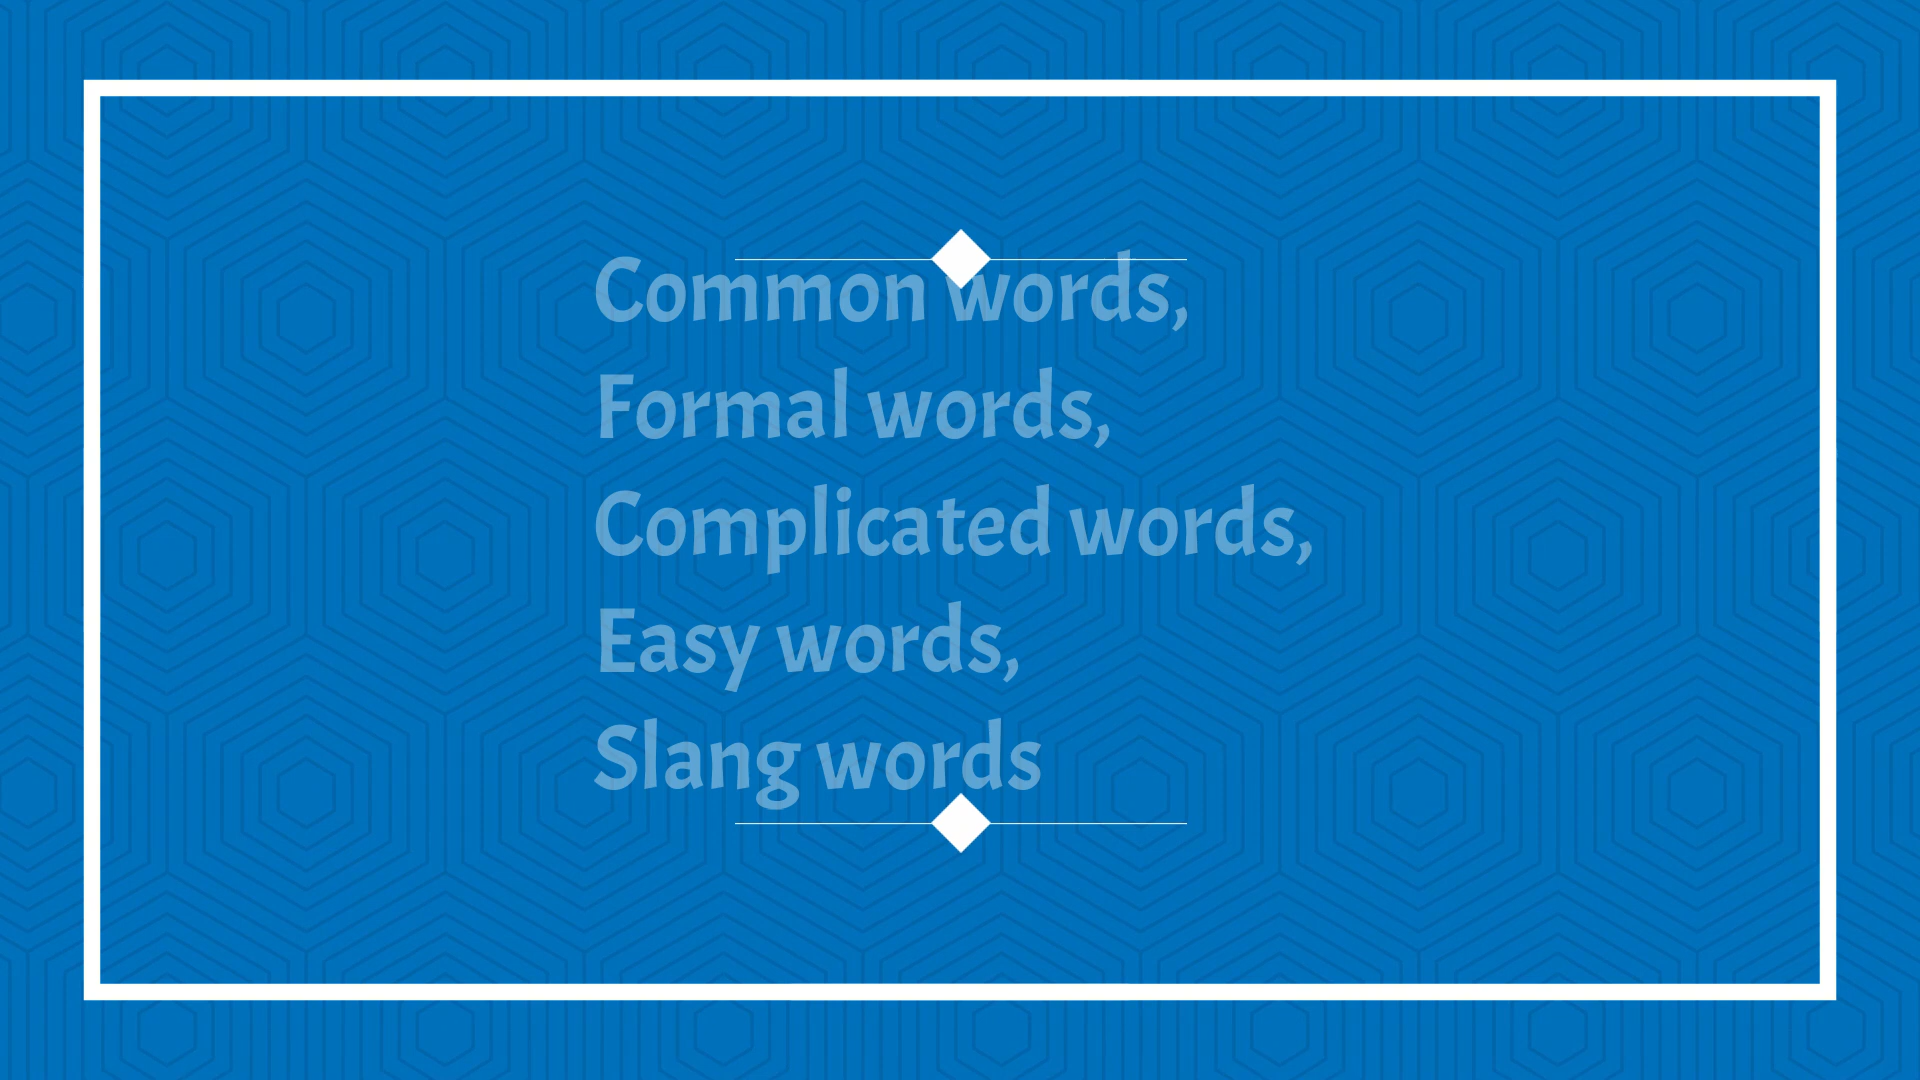 Common words,
Formal words,
Complicated words,
Easy words,
Slang words